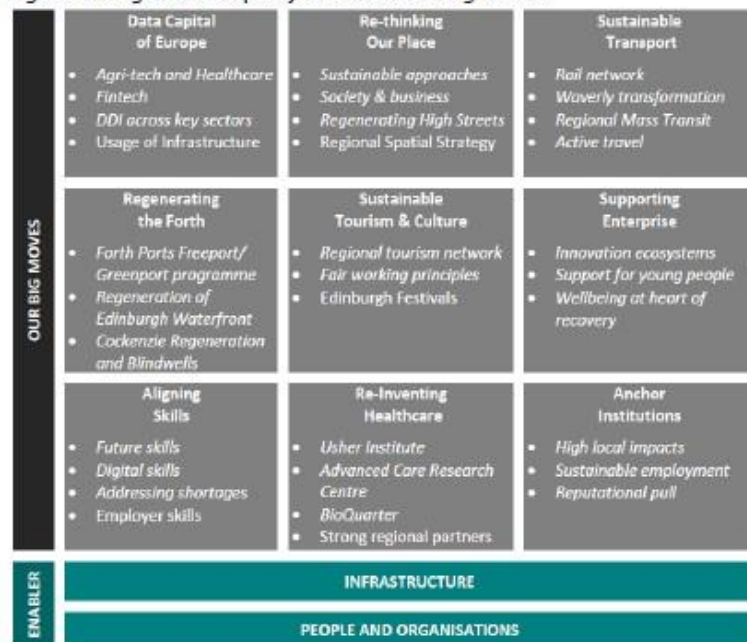 OUR BIG MOVES
Data Capital
of Europe
• Agri-tech and Healthcare
• Fintech
• DDI across key sectors
• Usage of Infrastructure
Re-thinking
Our Place
• Sustainable approaches
• Society & business
• Regenerating High Streets
• Regional Spatial Strategy
Sustainable
Transport
• Rail network
• Waverly transformation
• Regional Mass Transit
• Active travel
Regenerating
the Forth
• Forth Ports Freeport/
Greenport programme
• Regeneration of
Edinburgh Waterfront
• Cockenzie Regeneration
and Blindwells
Sustainable
Tourism & Culture
• Regional tourism network
• Fair working principles
• Edinburgh Festivals
Supporting
Enterprise
• Innovation ecosystems
• Support for young people
• Wellbeing at heart of
recovery
Aligning
Skills
• Future skills
• Digital skills
• Addressing shortages
• Employer skills
Re-Inventing
Healthcare
• Usher Institute
• Advanced Care Research
Centre
• BioQuarter
• Strong regional partners
Anchor
Institutions
• High local impacts
• Sustainable employment
• Reputational pull
ENABLER
INFRASTRUCTURE
PEOPLE AND ORGANISATIONS